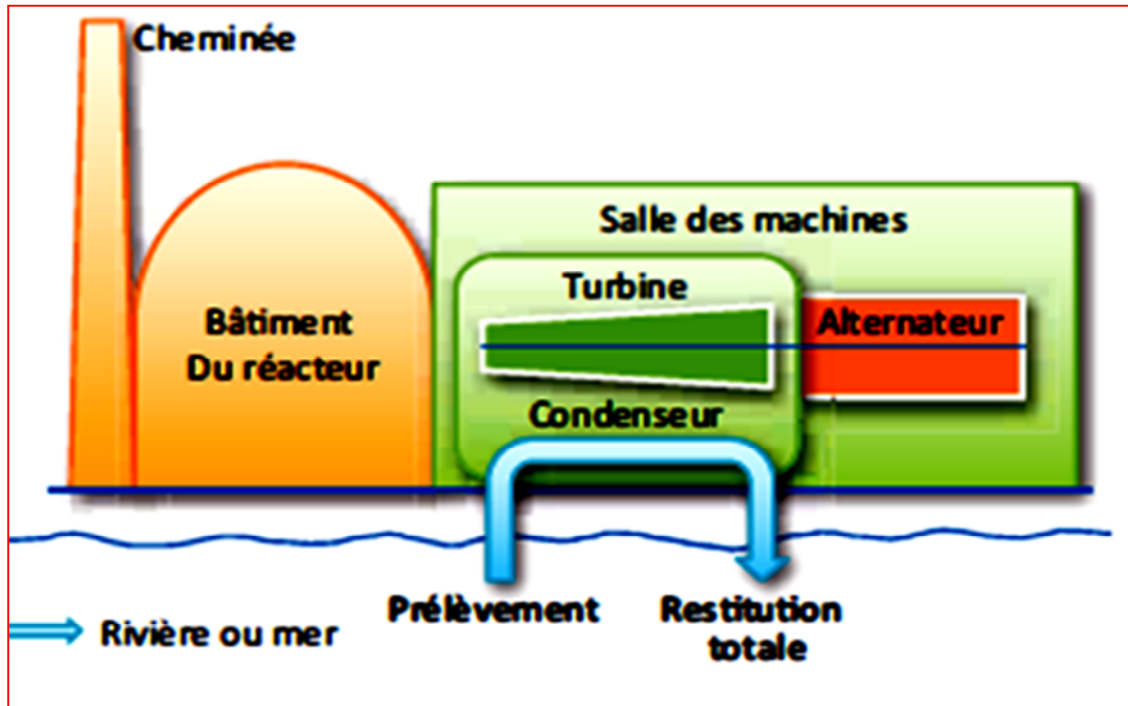 Cheminée
Salle des machines
Turbine
Alternateur
Bâtiment
Du réacteur
Condenseur
Prélèvement
Restitution
totale
Rivière ou mer